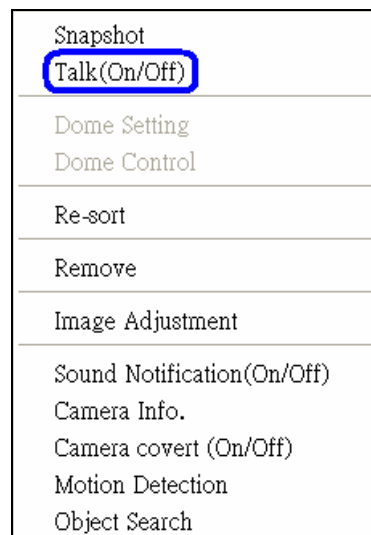 Snapshot
Talk(On/Off)
Dome Setting
Dome Control
Re-sort
Remove
Image Adjustment
Sound Notification(On/Off)
Camera Info.
Camera covert (On/Off)
Motion Detection
Object Search